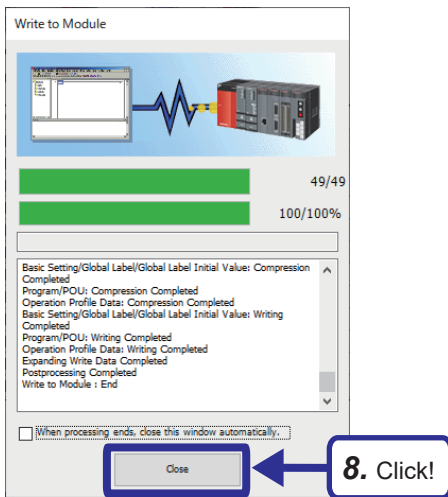 Write to Module
49/49
100/100%
Basic Setting/Global Label/Global Label Initial Value: Compression
Completed
Program/POU: Compression Completed
Operation Profile Data: Compression Completed
Basic Setting/Global Label/Global Label Initial Value: Writing
Completed
Program/POU: Writing Completed
Operation Profile Data: Writing Completed
Expanding Write Data Completed
Postprocessing Completed
Write to Module : End
When processing ends, close this window automatically.
Close
8. Click!